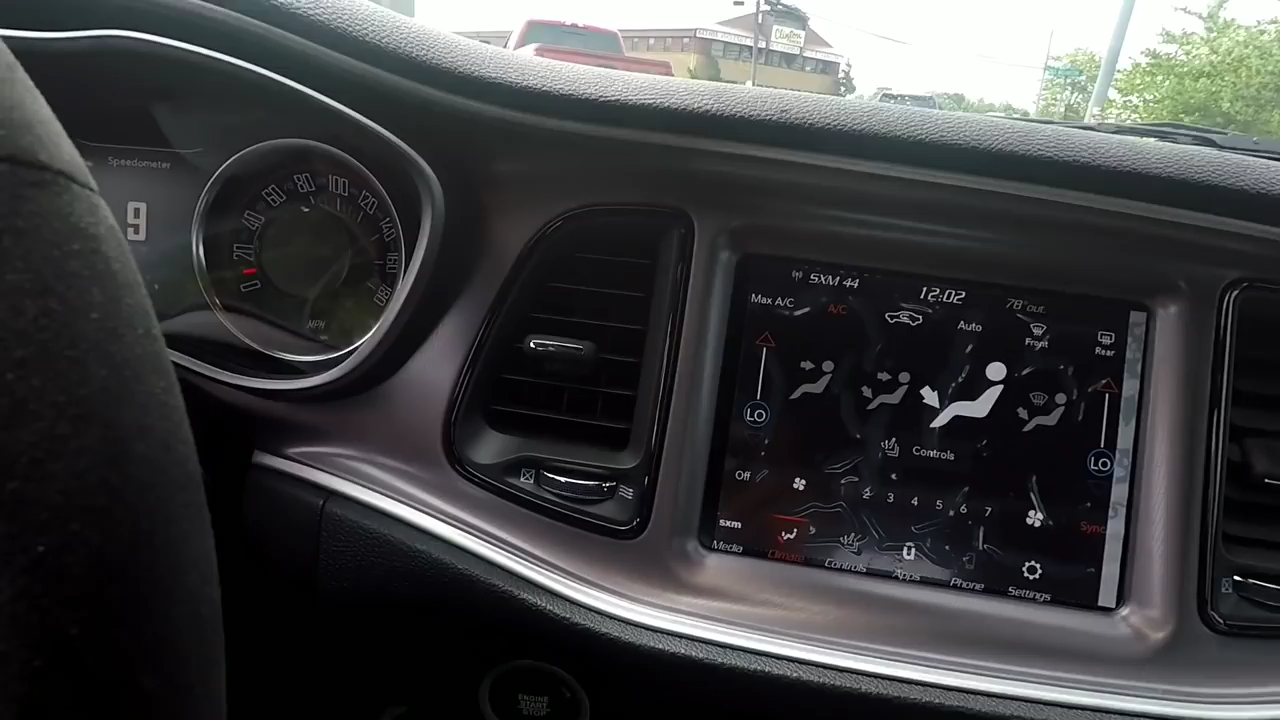 Clinton
Speedometer
9
0 20 40 60 80 100 120 140 160 180
MPH
SXM 44
12:02
78° out.
Max A/C
A/C
Auto
Front
Rear
LO
LO
Controls
Off
2 3 4 5 6 7
Sync
sxm
Media
Climate
Controls
ū
Apps
Phone
Settings
ENGINE
START
STOP